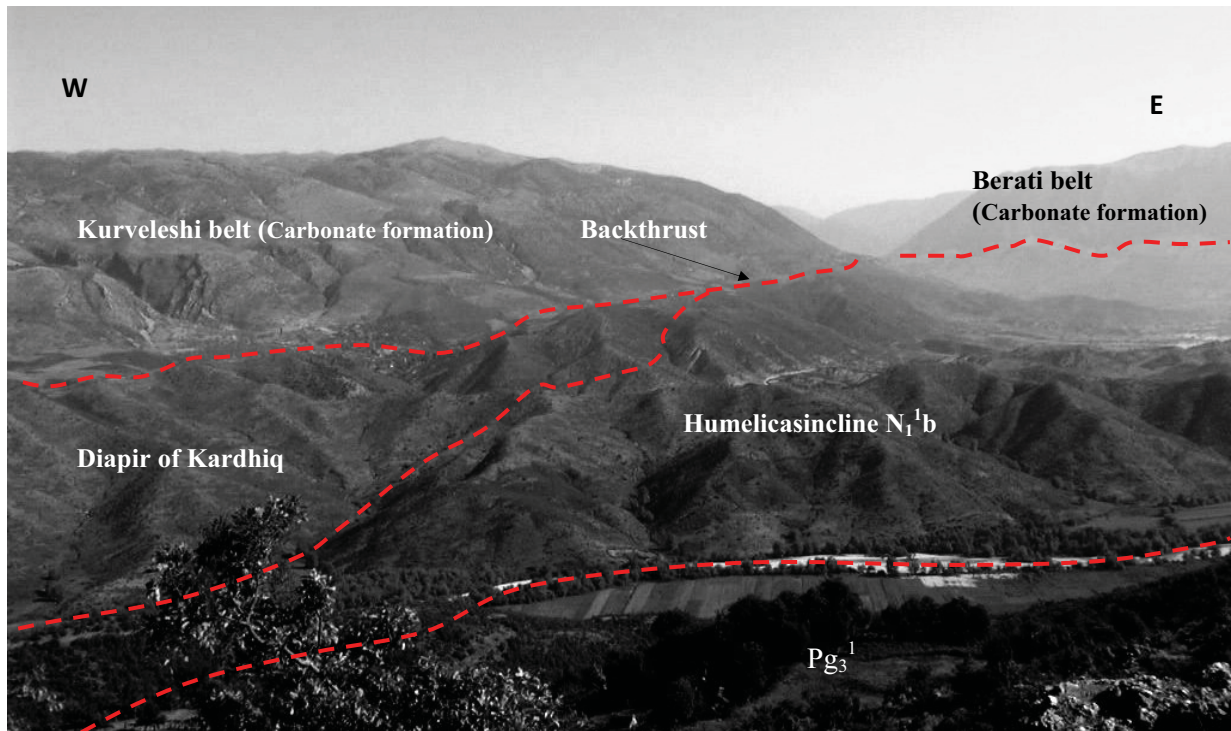 W
E
Berati belt
(Carbonate formation)
Kurveleshi belt (Carbonate formation)
Backthrust
Humelicasincline N₁¹b
Diapir of Kardhiq
Pg₃¹